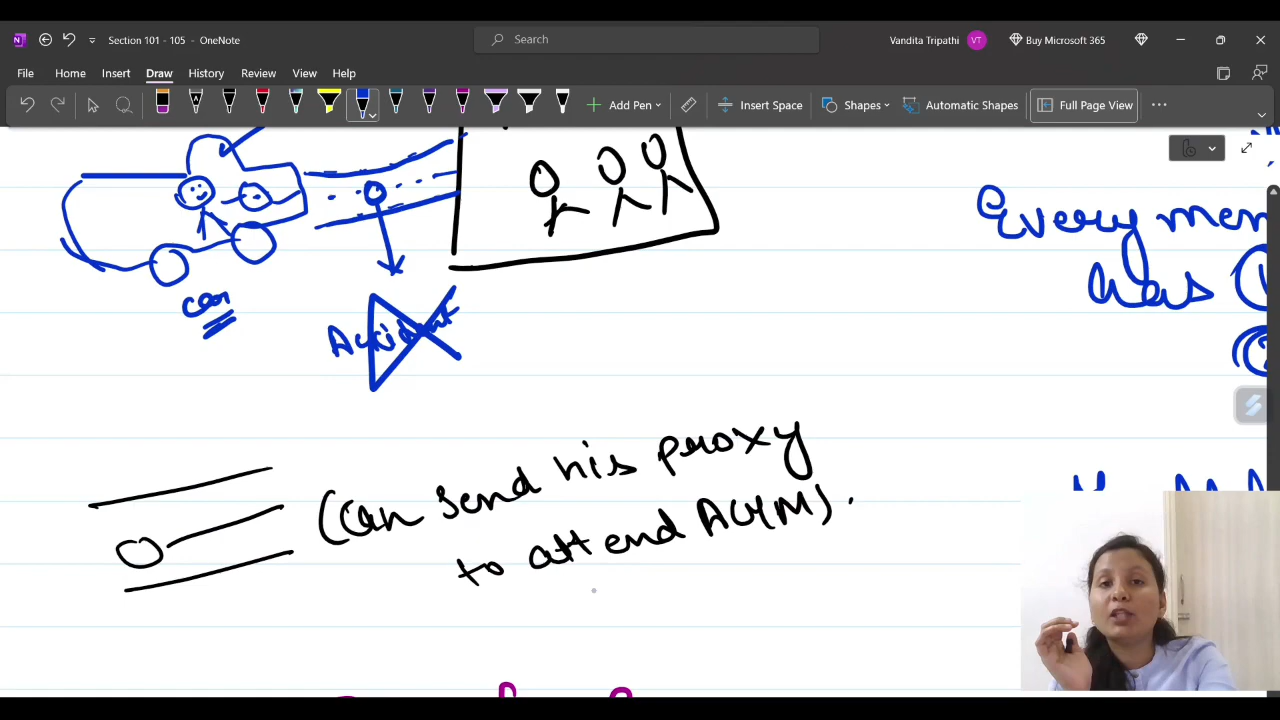 Section 101 - 105 - OneNote
Search
Vandita Tripathi
VT
Buy Microsoft 365
File Home Insert Draw History Review View Help
Add Pen
Insert Space
Shapes
Automatic Shapes
Full Page View
Every mem
has
car
Accident
(Can send his proxy
to attend AGM).